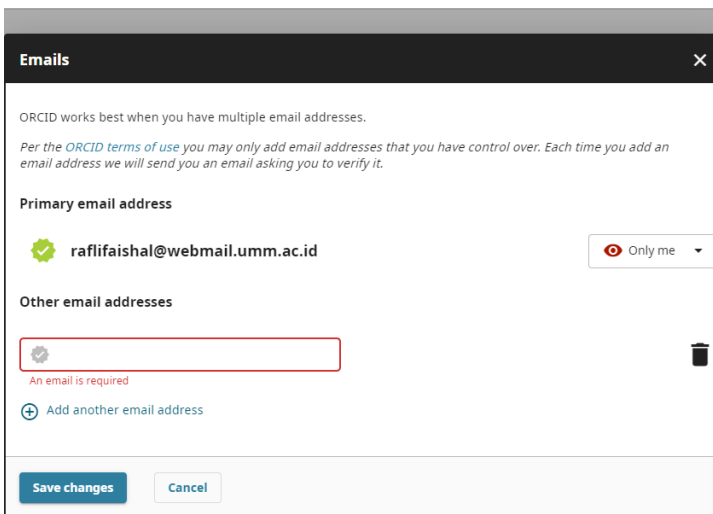 Emails
ORCID works best when you have multiple email addresses.
Per the ORCID terms of use you may only add email addresses that you have control over. Each time you add an
email address we will send you an email asking you to verify it.
Primary email address
raflifaishal@webmail.umm.ac.id
Only me
Other email addresses
An email is required
Add another email address
Save changes
Cancel